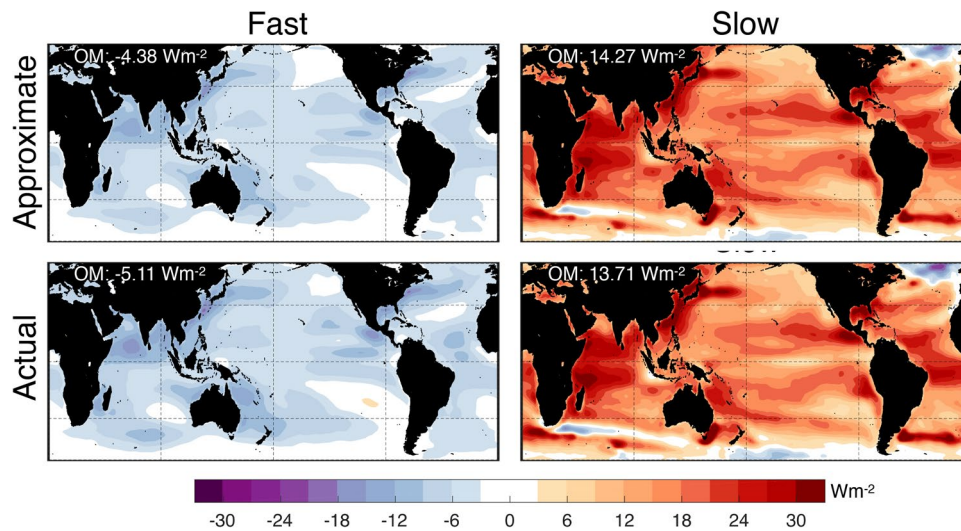 Fast
Slow
Approximate
OM: -4.38 Wm-2
OM: 14.27 Wm-2
Actual
OM: -5.11 Wm-2
OM: 13.71 Wm-2
-30 -24 -18 -12 -6 0 6 12 18 24 30 Wm-2